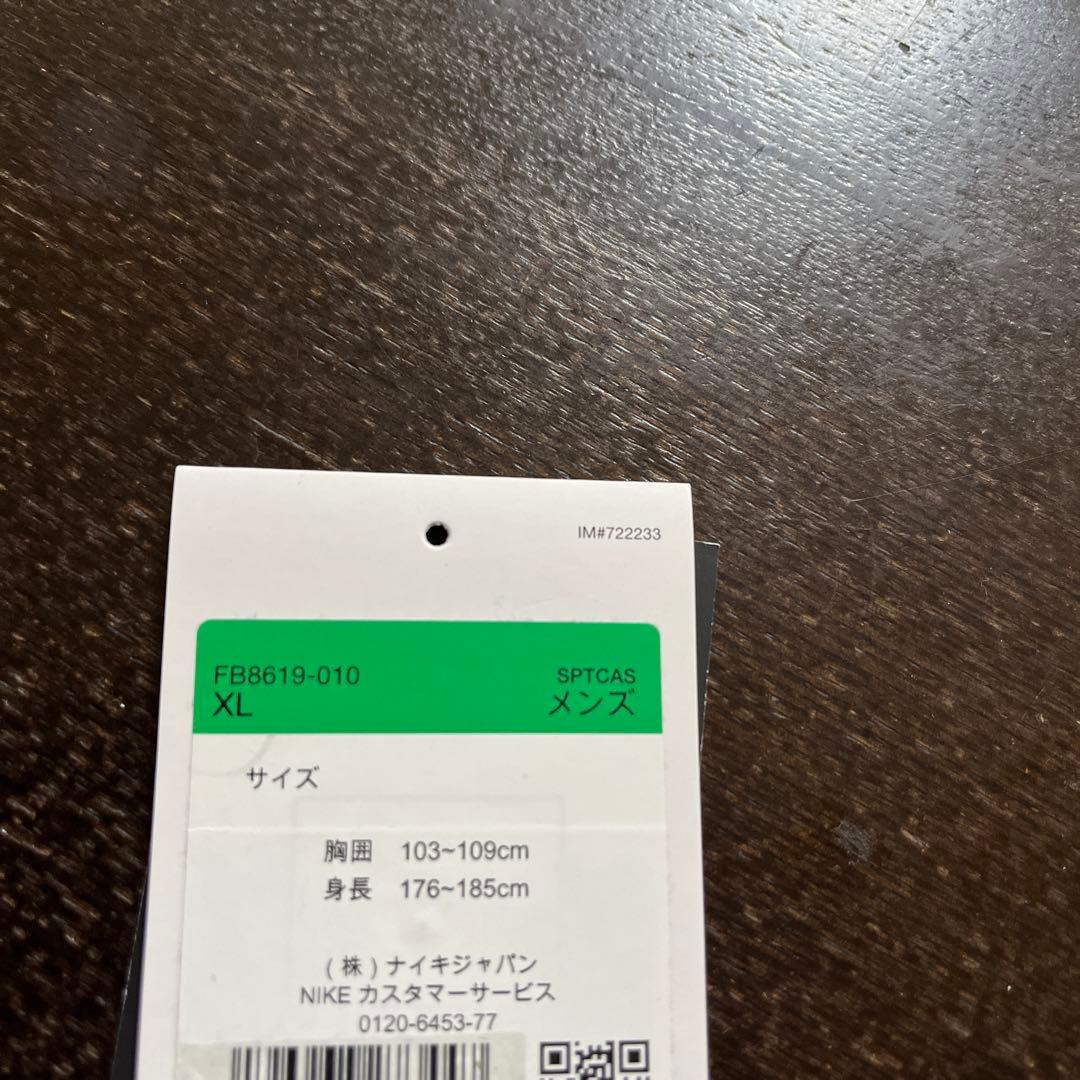 IM#722233
FB8619-010 SPTCAS
XL メンズ
サイズ
胸囲 103~109cm
身長 176~185cm
(株)ナイキジャパン
NIKE カスタマーサービス
0120-6453-77